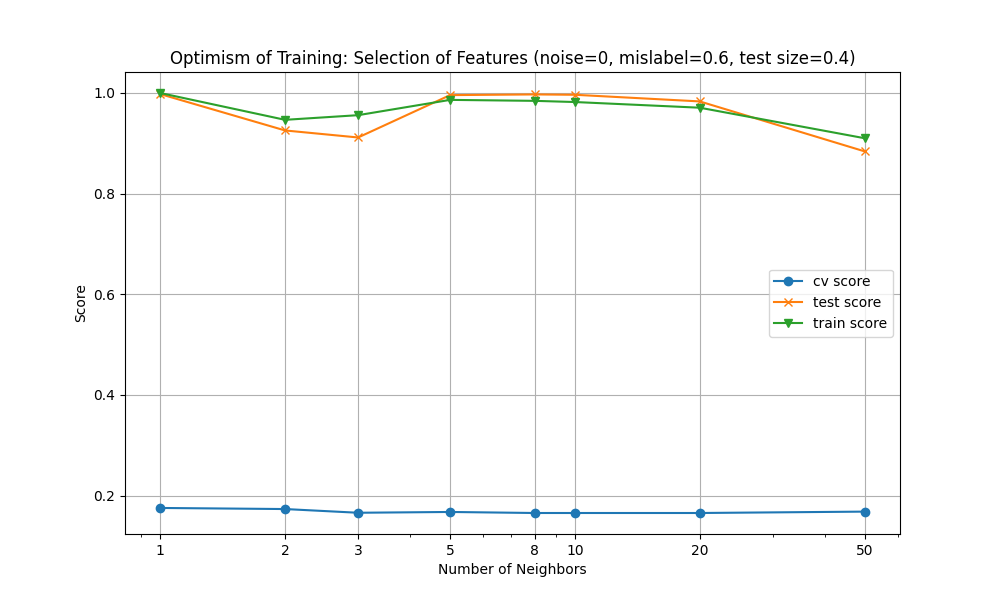 Optimism of Training: Selection of Features (noise=0, mislabel=0.6, test size=0.4)
1.0
0.8
0.6
0.4
0.2
Score
cv score
test score
train score
1 2 3 5 8 10 20 50
Number of Neighbors